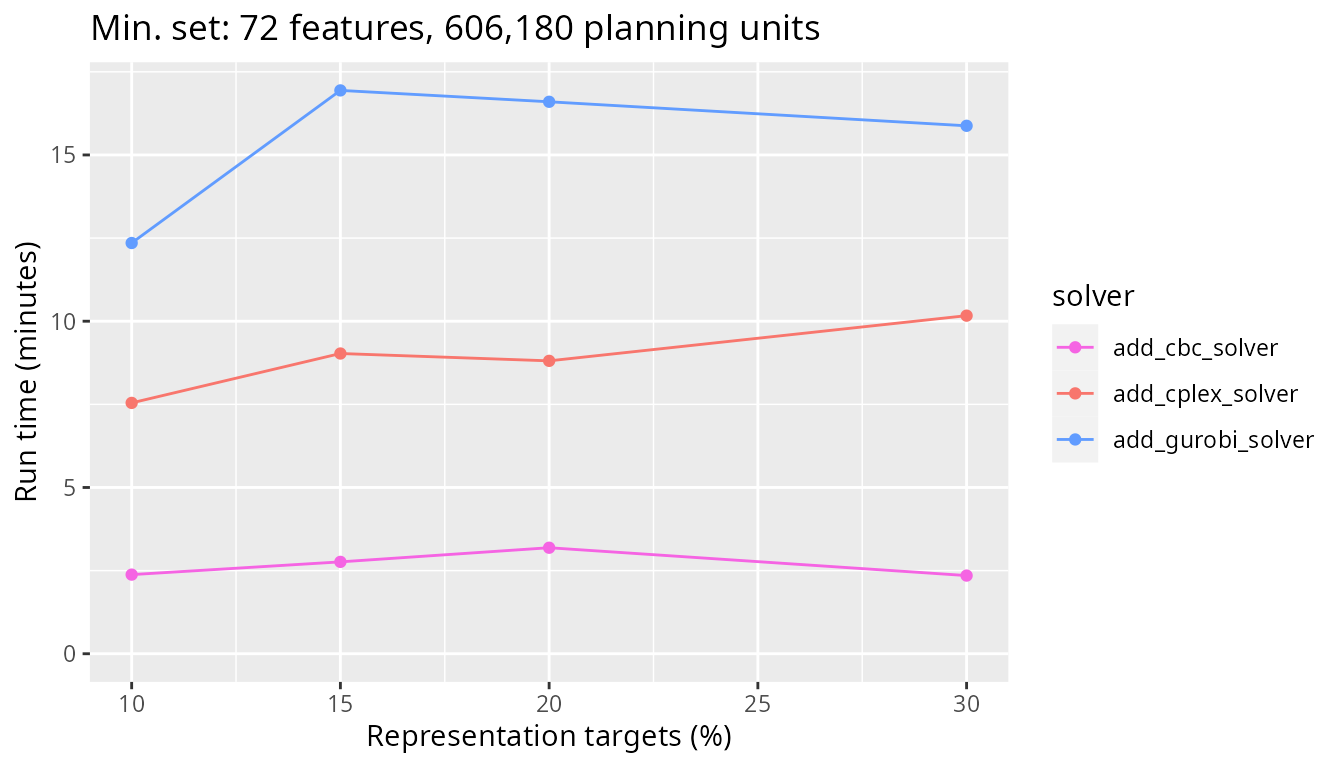 Min. set: 72 features, 606,180 planning units
Run time (minutes)
15
10
5
0
10 15 20 25 30
Representation targets (%)
solver
add_cbc_solver
add_cplex_solver
add_gurobi_solver